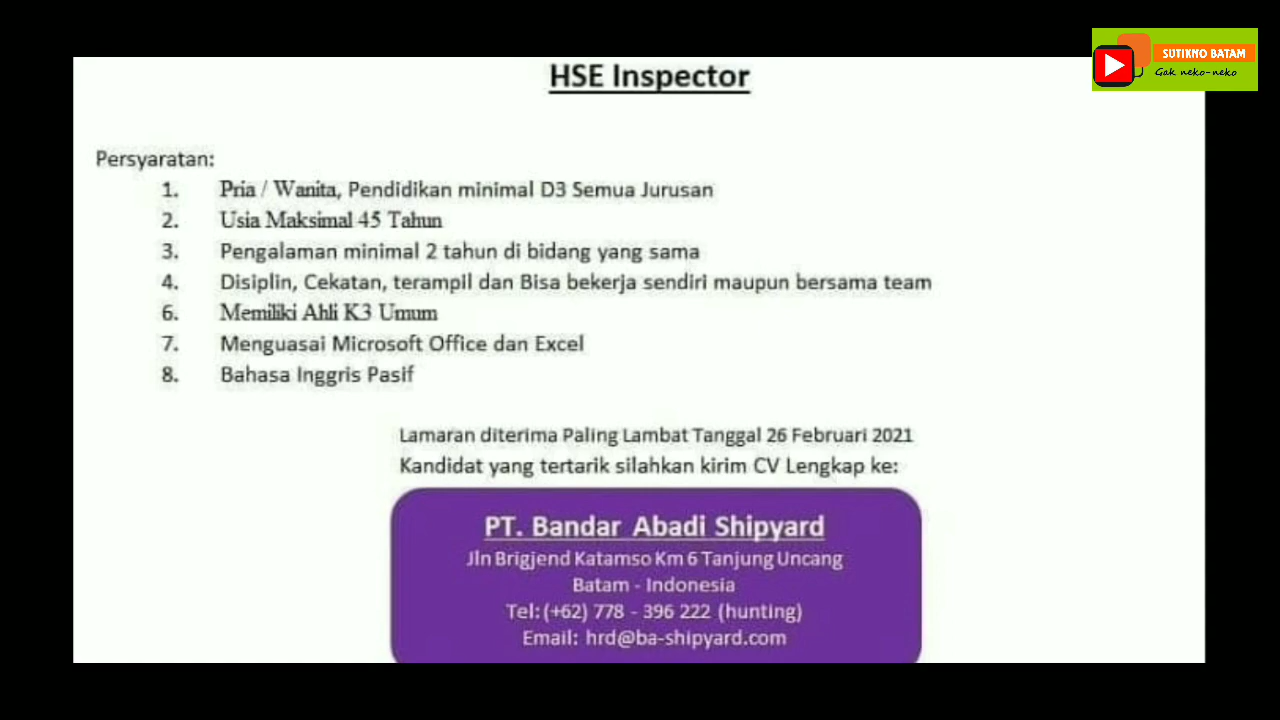 SUTIKNO BATAM
Gak neko-neko
HSE Inspector
Persyaratan:
1. Pria / Wanita, Pendidikan minimal D3 Semua Jurusan
2. Usia Maksimal 45 Tahun
3. Pengalaman minimal 2 tahun di bidang yang sama
4. Disiplin, Cekatan, terampil dan Bisa bekerja sendiri maupun bersama team
6. Memiliki Ahli K3 Umum
7. Menguasai Microsoft Office dan Excel
8. Bahasa Inggris Pasif
Lamaran diterima Paling Lambat Tanggal 26 Februari 2021
Kandidat yang tertarik silahkan kirim CV Lengkap ke:
PT. Bandar Abadi Shipyard
Jln Brigjend Katamso Km 6 Tanjung Uncang
Batam - Indonesia
Tel: (+62) 778 - 396 222 (hunting)
Email: hrd@ba-shipyard.com